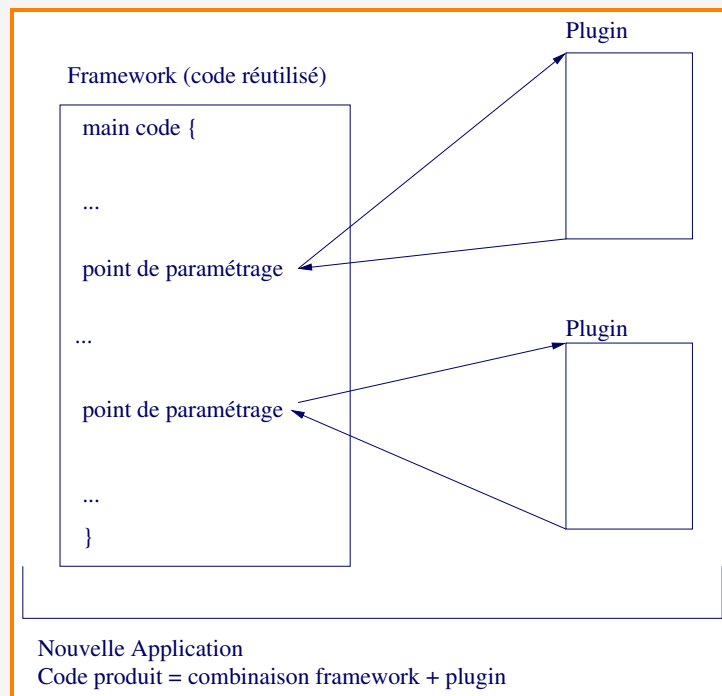 Plugin
Framework (code réutilisé)
main code {
...
point de paramétrage
...
Plugin
point de paramétrage
...
}
Nouvelle Application
Code produit = combinaison framework + plugin